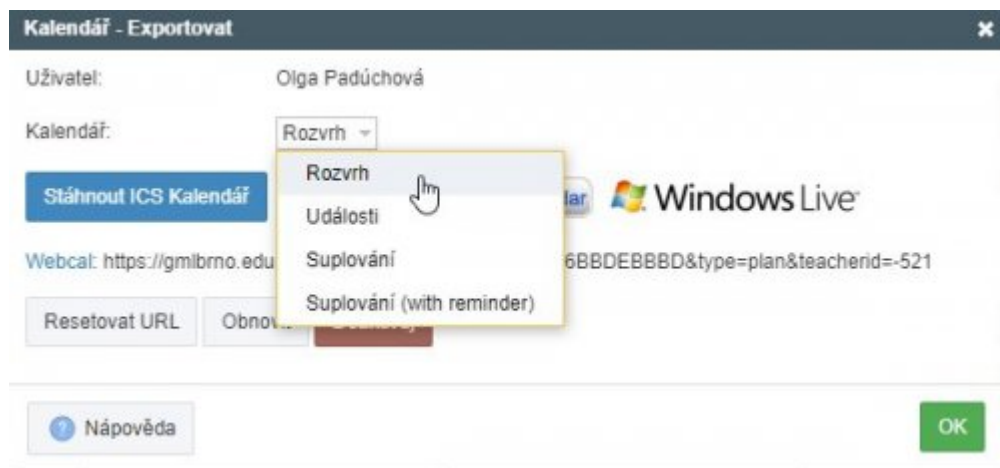 Kalendář - Exportovat
Uživatel: Olga Padúchová
Kalendář: Rozvrh
Rozvrh
Stáhnout ICS Kalendář
Windows Live
Události
Webcal: https://gmlbrno.edu 6BBDEBBBD&type=plan&teacherid=-521
Suplování
Suplování (with reminder)
Resetovat URL
Nápověda
OK